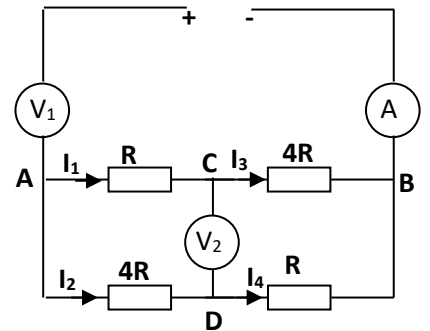 + -
V₁ A
A I₁ R C I₃ 4R B
V₂
I₂ 4R I₄ R
D